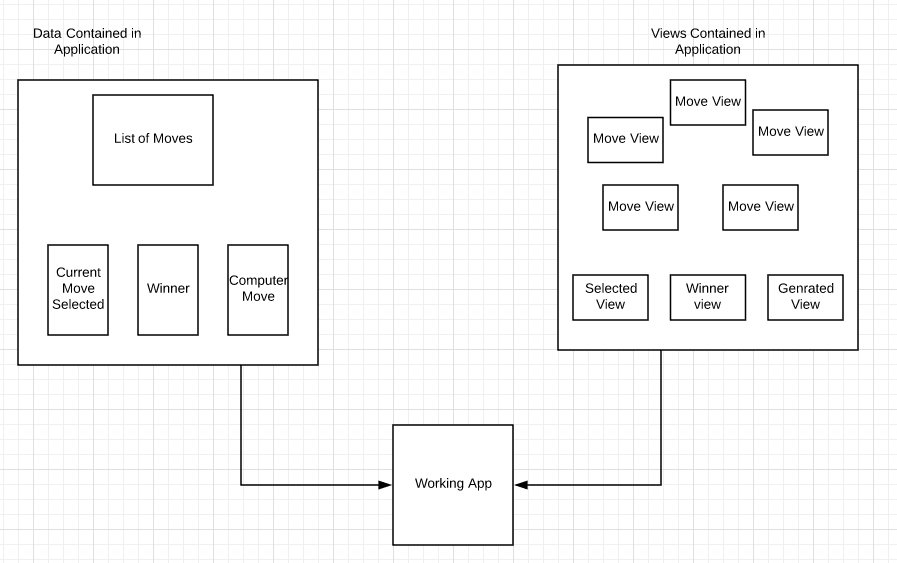 Data Contained in
Application
List of Moves
Current
Move
Selected
Winner
Computer
Move
Views Contained in
Application
Move View
Move View
Move View
Move View
Move View
Selected
View
Winner
view
Genrated
View
Working App